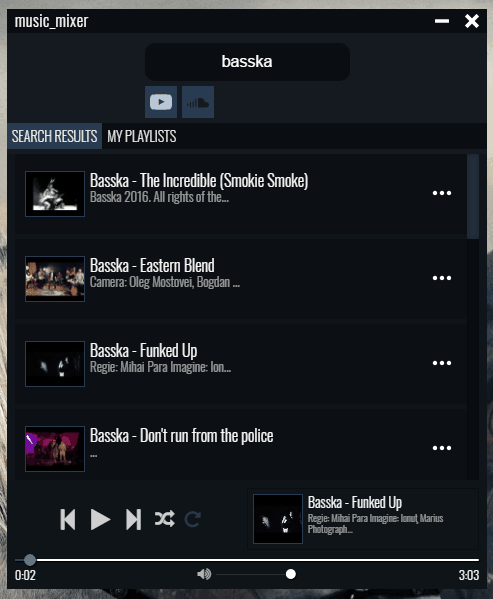 music_mixer
basska
SEARCH RESULTS MY PLAYLISTS
Basska - The Incredible (Smokie Smoke)
Basska 2016. All rights of the...
Basska - Eastern Blend
Camera: Oleg Mostovei, Bogdan ...
Basska - Funked Up
Regie: Mihai Para Imagine: Ion...
Basska - Don't run from the police
...
Basska - Funked Up
Regie: Mihai Para Imagine: Ionuț, Marius
Photograph...
0:02 3:03